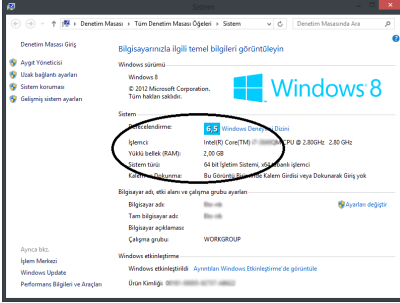 Sistem
Denetim Masası › Tüm Denetim Masası Öğeleri › Sistem
Denetim Masasında Ara
Denetim Masası Giriş
Aygıt Yöneticisi
Uzak bağlantı ayarları
Sistem koruması
Gelişmiş sistem ayarları
Bilgisayarınızla ilgili temel bilgileri görüntüleyin
Windows sürümü
Windows 8
© 2012 Microsoft Corporation.
Tüm hakları saklıdır.
Windows 8
Sistem
Derecelendirme: 6,5 Windows Deneyimi Dizini
İşlemci: Intel(R) Core(TM) CPU @ 2.80GHz 2.80 GHz
Yüklü bellek (RAM): 2,00 GB
Sistem türü: 64 bit İşletim Sistemi, x64 tabanlı işlemci
Kalem ve Dokunma: Bu Görüntü Biriminde Kalem Girdisi veya Dokunarak Giriş yok
Bilgisayar adı, etki alanı ve çalışma grubu ayarları
Bilgisayar adı:
Ayarları değiştir
Tam bilgisayar adı:
Bilgisayar açıklaması:
Çalışma grubu: WORKGROUP
Windows etkinleştirme
Windows etkinleştirildi Ayrıntıları Windows Etkinleştirme'de görüntüle
Ürün Kimliği:
Ayrıca bkz.
İşlem Merkezi
Windows Update
Performans Bilgileri ve Araçları